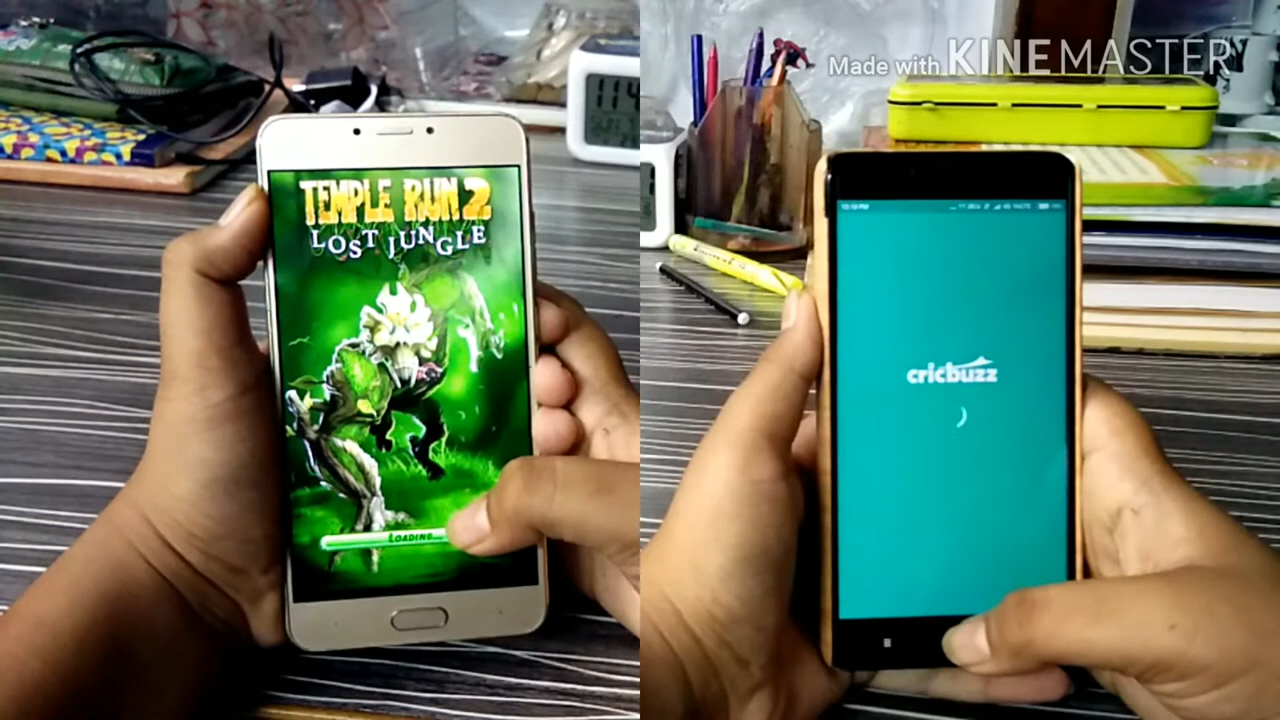 TEMPLE RUN 2
LOST JUNGLE
LOADING...
Made with KINEMASTER
cricbuzz